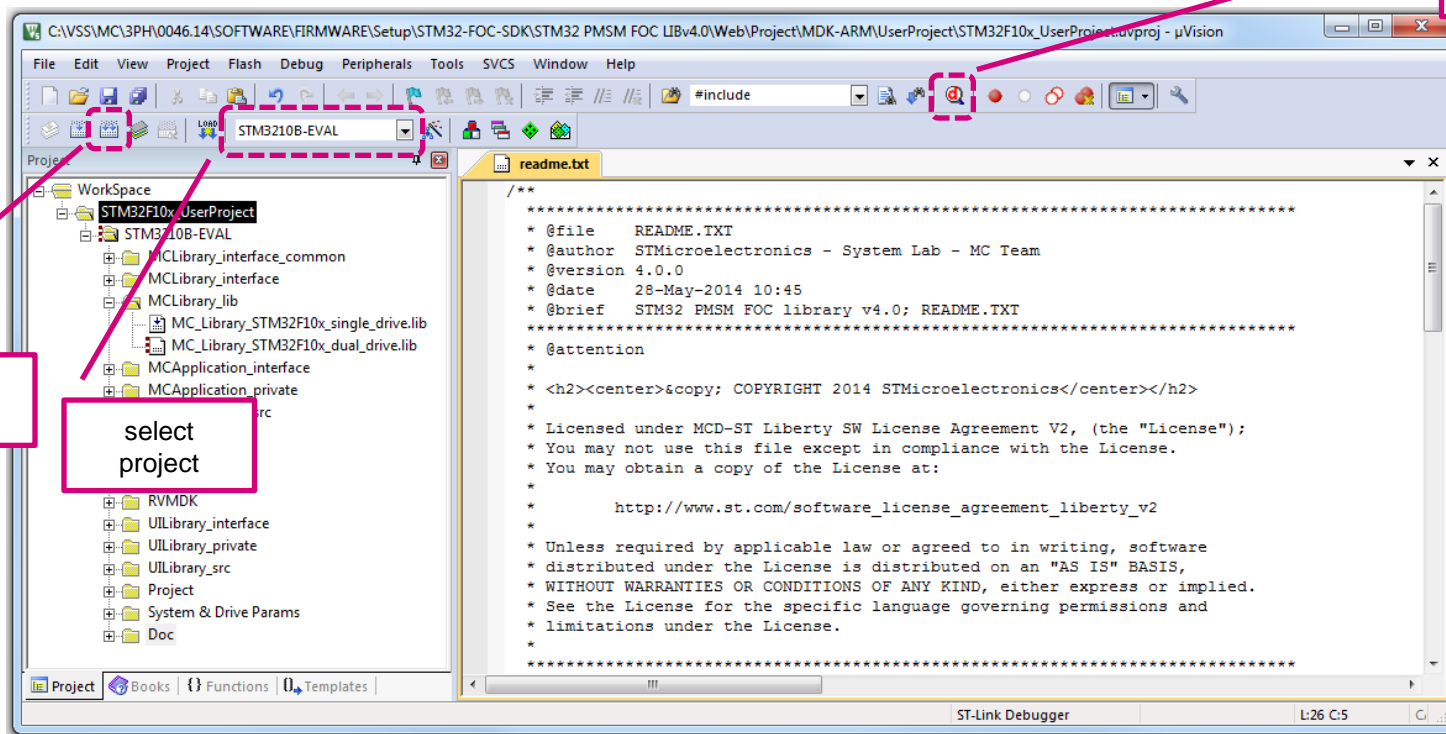 C:\VSS\MC\3PH\0046.14\SOFTWARE\FIRMWARE\Setup\STM32-FOC-SDK\STM32 PMSM FOC LIBv4.0\Web\Project\MDK-ARM\UserProject\STM32F10x_UserProject.uvproj - µVision
File Edit View Project Flash Debug Peripherals Tools SVCS Window Help
#include
LOAD STM3210B-EVAL
Project
readme.txt
WorkSpace
STM32F10x_UserProject
STM3210B-EVAL
MCLibrary_interface_common
MCLibrary_interface
MCLibrary_lib
MC_Library_STM32F10x_single_drive.lib
MC_Library_STM32F10x_dual_drive.lib
MCApplication_interface
MCApplication_private
src
select
project
RVMDK
UILibrary_interface
UILibrary_private
UILibrary_src
Project
System & Drive Params
Doc
Project Books {} Functions Templates
/**
******************************************************************************
* @file README.TXT
* @author STMicroelectronics - System Lab - MC Team
* @version 4.0.0
* @date 28-May-2014 10:45
* @brief STM32 PMSM FOC library v4.0; README.TXT
******************************************************************************
* @attention
*
* <h2><center>&copy; COPYRIGHT 2014 STMicroelectronics</center></h2>
*
* Licensed under MCD-ST Liberty SW License Agreement V2, (the "License");
* You may not use this file except in compliance with the License.
* You may obtain a copy of the License at:
*
* http://www.st.com/software_license_agreement_liberty_v2
*
* Unless required by applicable law or agreed to in writing, software
* distributed under the License is distributed on an "AS IS" BASIS,
* WITHOUT WARRANTIES OR CONDITIONS OF ANY KIND, either express or implied.
* See the License for the specific language governing permissions and
* limitations under the License.
*
******************************************************************************
ST-Link Debugger L:26 C:5